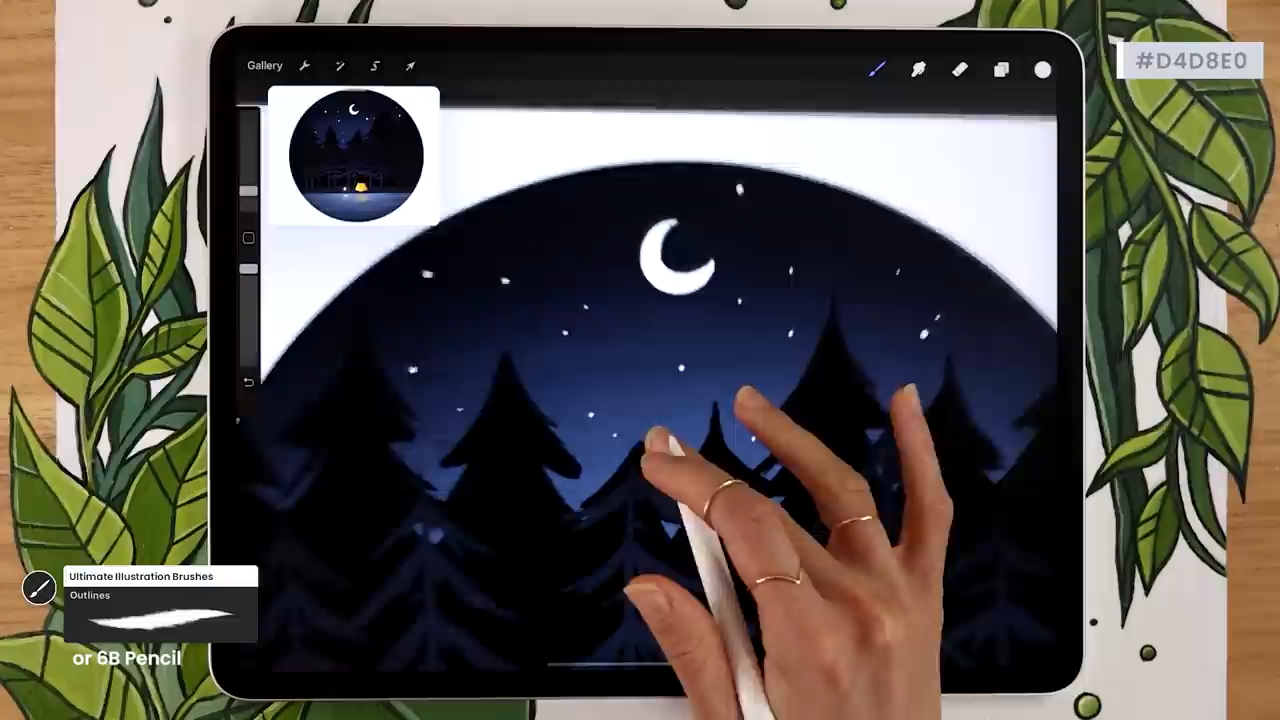 Gallery
#D4D8E0
Ultimate Illustration Brushes
Outlines
or 6B Pencil